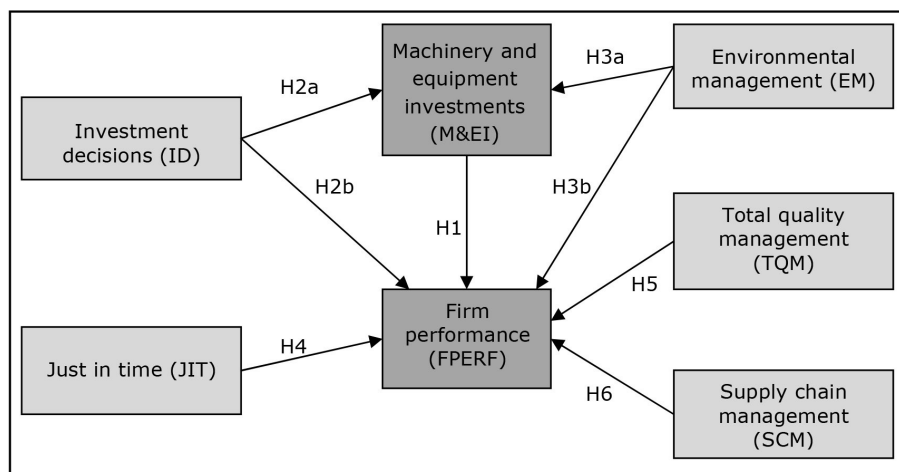 Machinery and
equipment
investments
(M&EI)
Environmental
management (EM)
H3a
H2a
Investment
decisions (ID)
H2b
H3b
H1
Total quality
management
(TQM)
H5
Firm
performance
(FPERF)
Just in time (JIT)
H4
H6
Supply chain
management
(SCM)